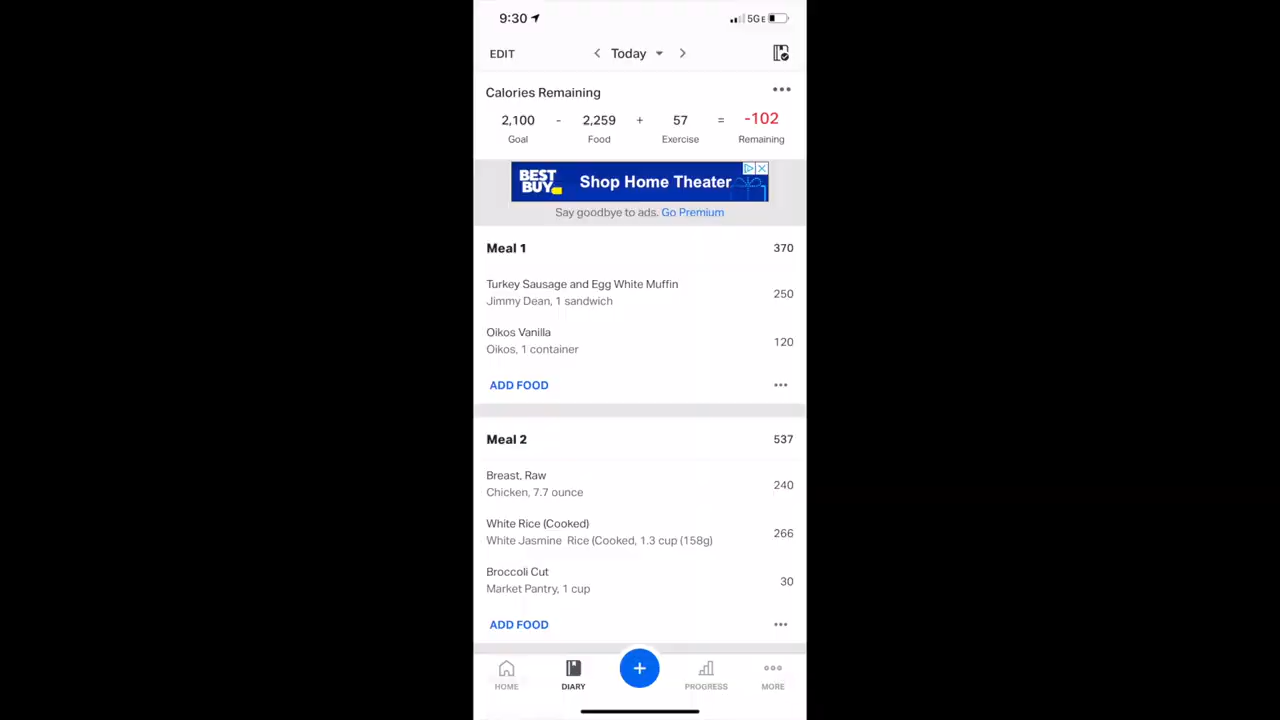 9:30 5GE
EDIT Today
Calories Remaining
2,100 - 2,259 + 57 = -102
Goal Food Exercise Remaining
BEST BUY Shop Home Theater
Say goodbye to ads. Go Premium
Meal 1 370
Turkey Sausage and Egg White Muffin
Jimmy Dean, 1 sandwich 250
Oikos Vanilla
Oikos, 1 container 120
ADD FOOD
Meal 2 537
Breast, Raw
Chicken, 7.7 ounce 240
White Rice (Cooked)
White Jasmine Rice (Cooked, 1.3 cup (158g) 266
Broccoli Cut
Market Pantry, 1 cup 30
ADD FOOD
HOME DIARY PROGRESS MORE